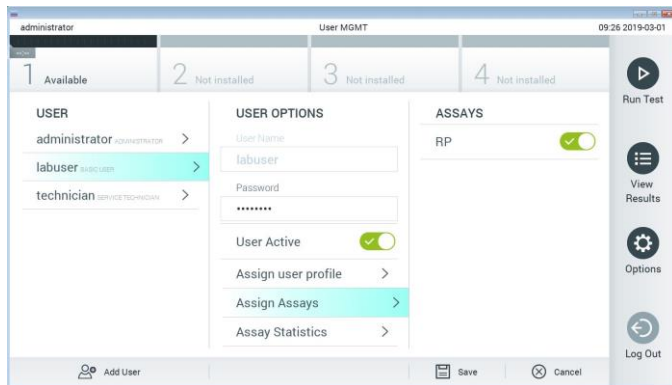 administrator User MGMT 09:26 2019-03-01
1 Available 2 Not installed 3 Not installed 4 Not installed
Run Test
USER USER OPTIONS ASSAYS
administrator ADMINISTRATOR
User Name
RP
labuser BASIC USER
labuser
View Results
Password
technician SERVICE TECHNICIAN
••••••••
User Active
Assign user profile
Options
Assign Assays
Assay Statistics
Log Out
Add User Save Cancel